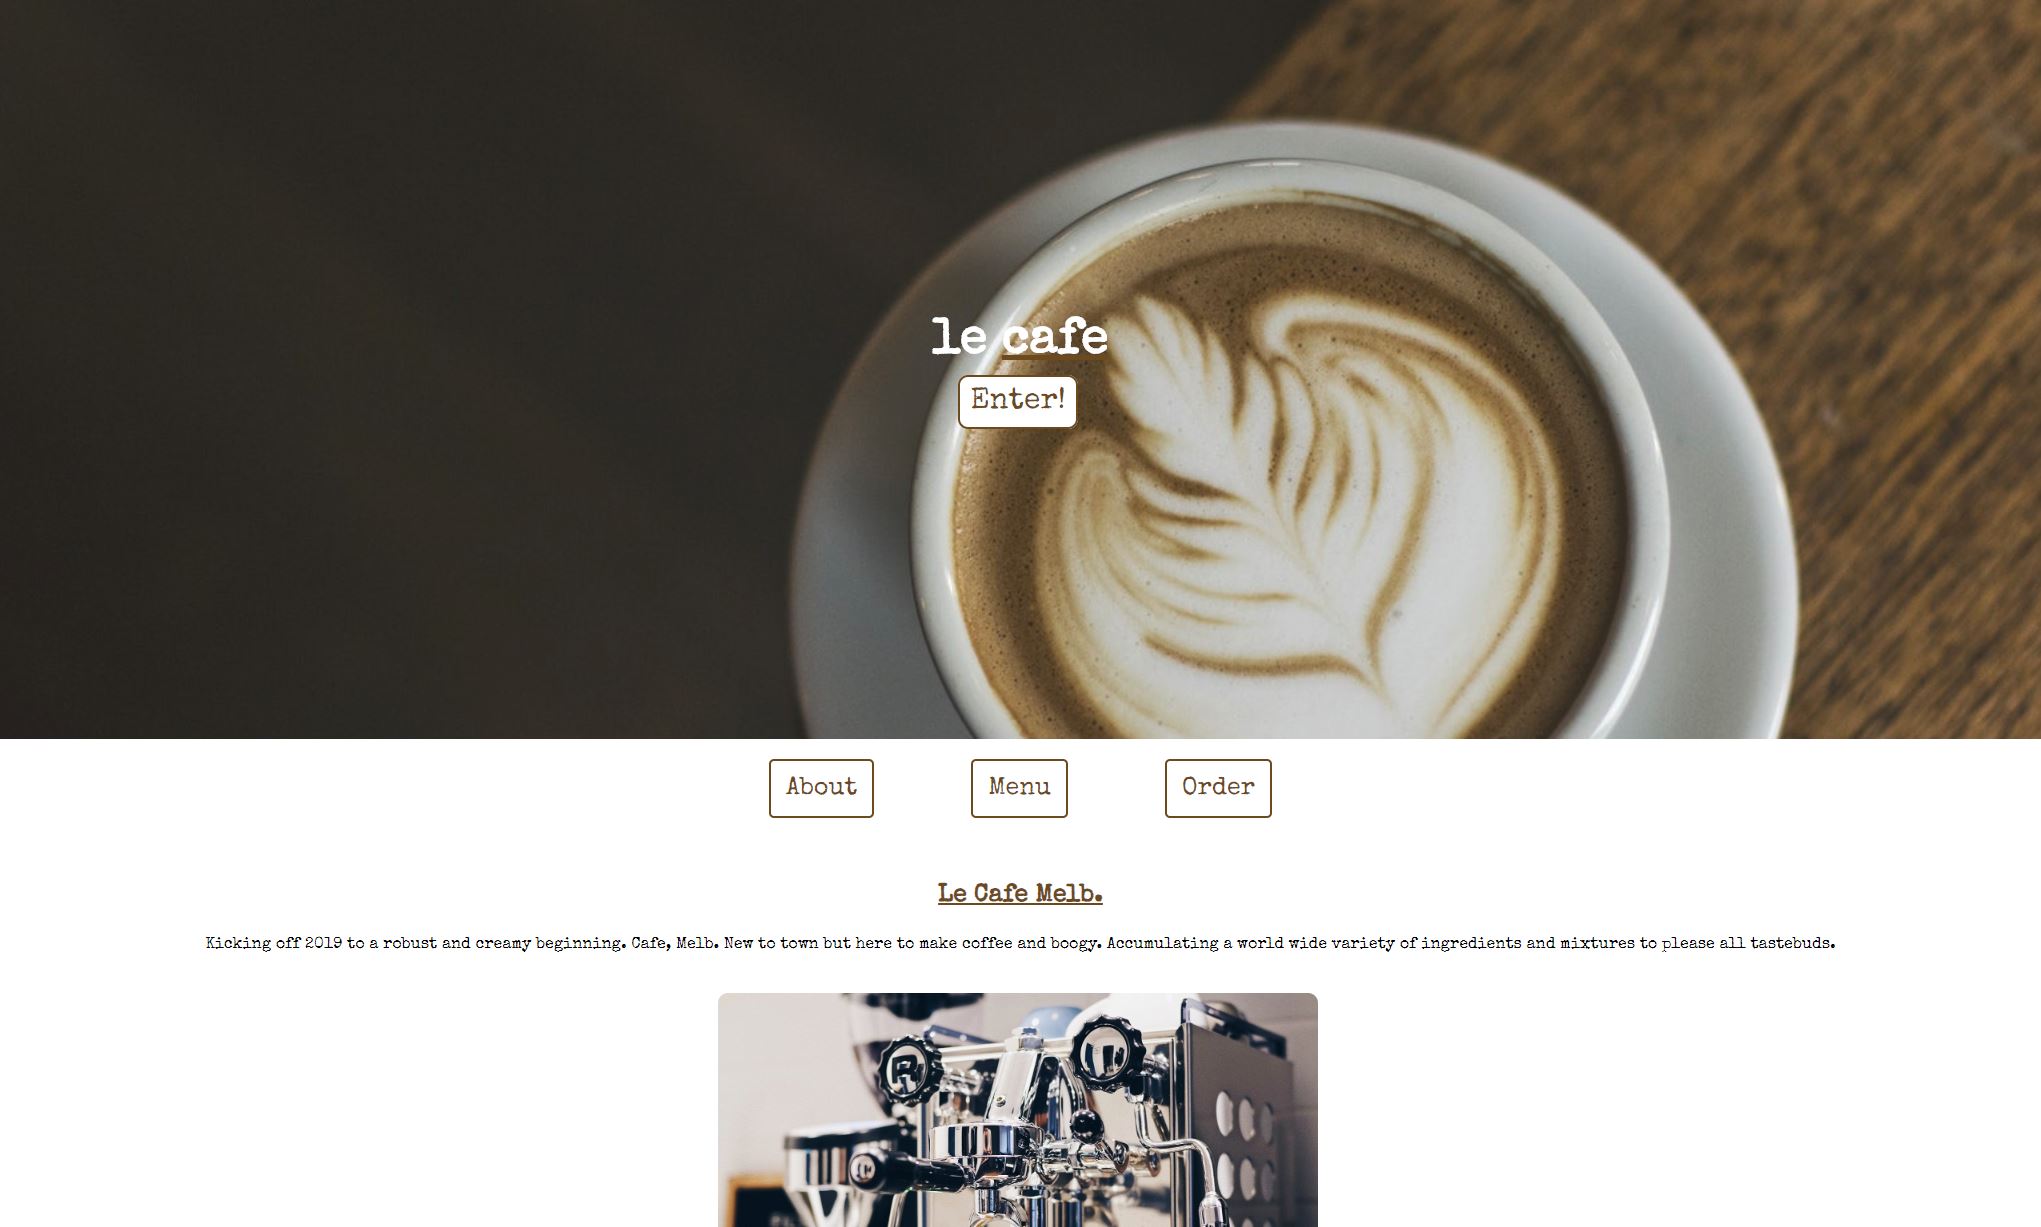 le cafe
Enter!
About
Menu
Order
Le Cafe Melb.
Kicking off 2019 to a robust and creamy beginning. Cafe, Melb. New to town but here to make coffee and boogy. Accumulating a world wide variety of ingredients and mixtures to please all tastebuds.
R